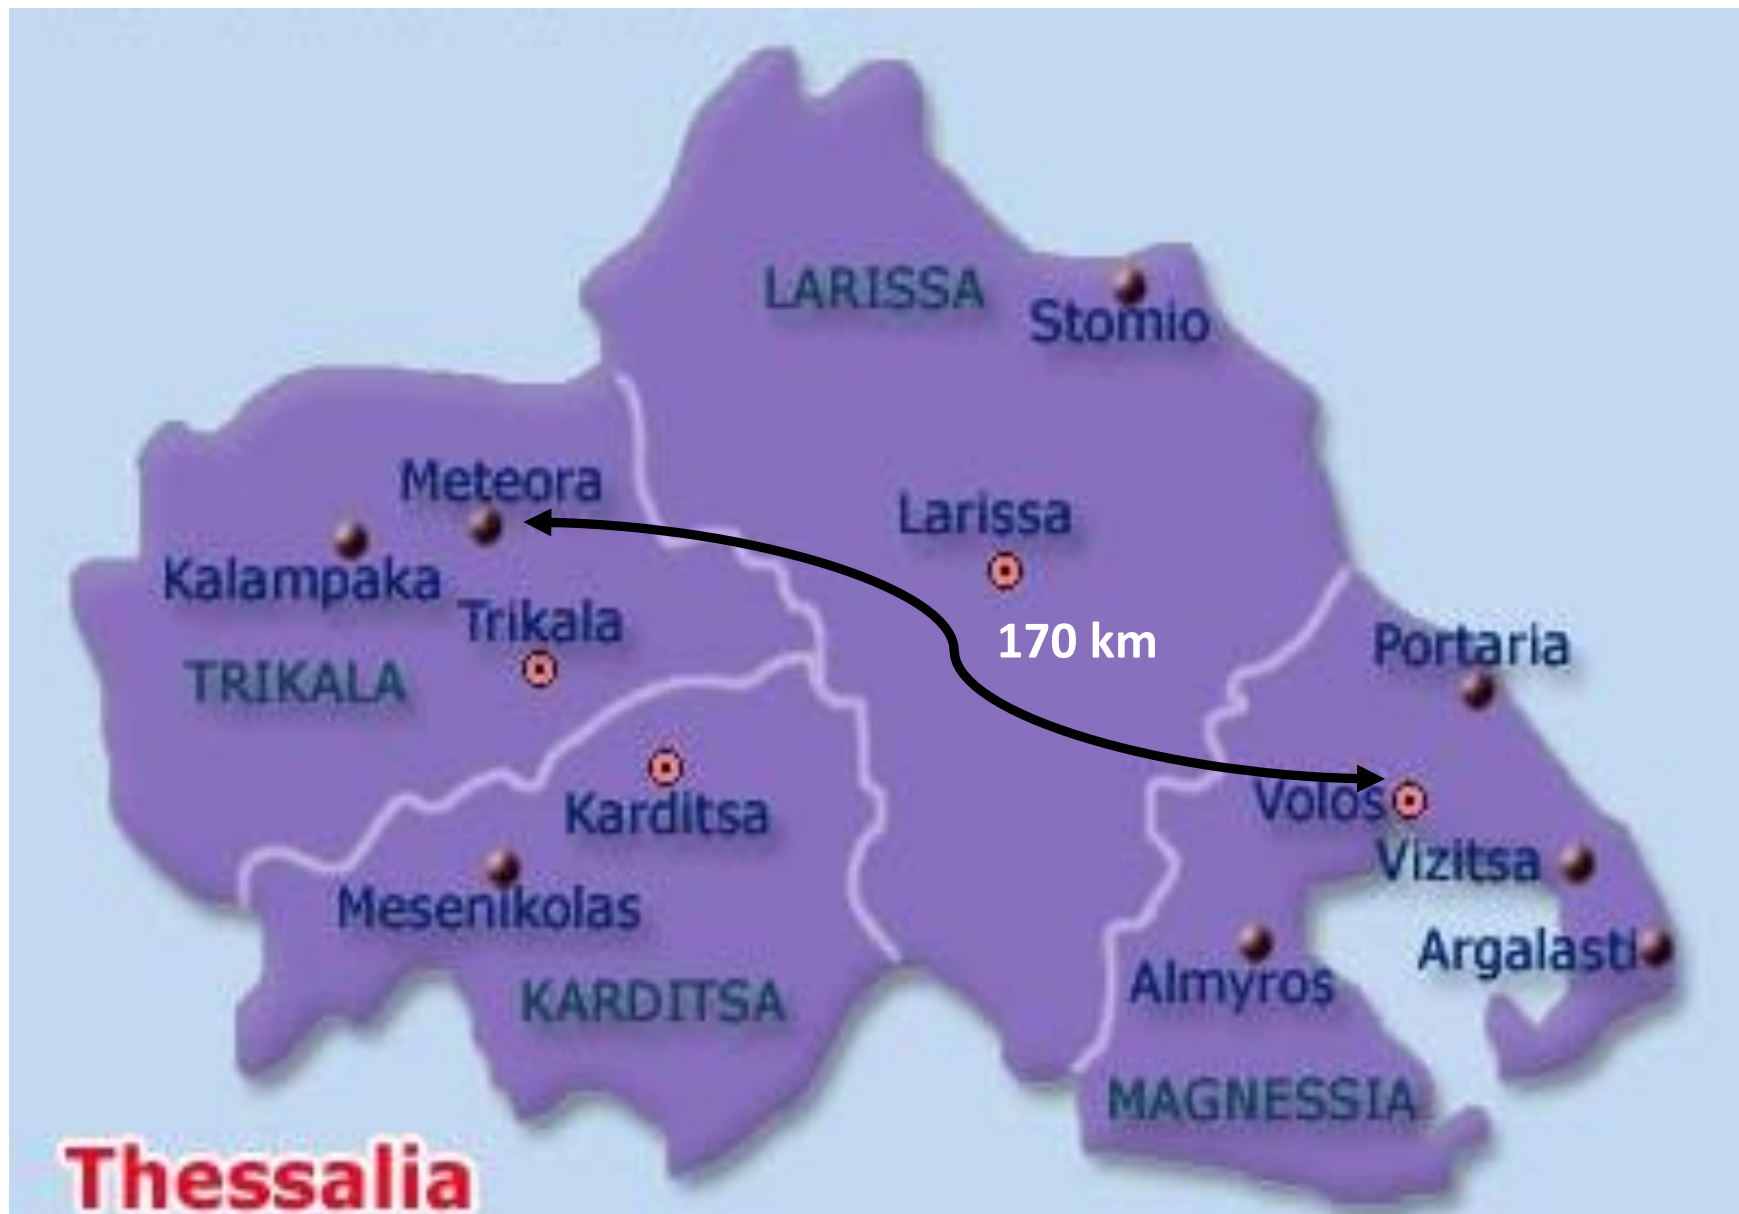 LARISSA
Stomio
Meteora
Larissa
Kalampaka
Trikala
170 km
Portaria
TRIKALA
Karditsa
Volos
Vizitsa
Mesenikolas
Argalasti
Almyros
KARDITSA
MAGNESSIA
Thessalia